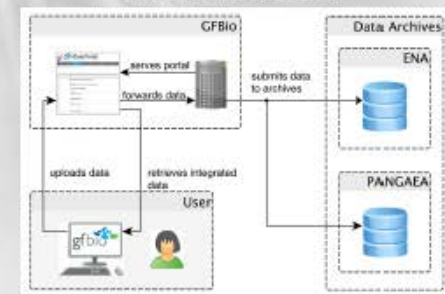 GFBio
Data Archives
ENA
serves portal
forwards data
submits data
to archives
uploads data
retrieves integrated
data
User
gfbio
PANGAEA